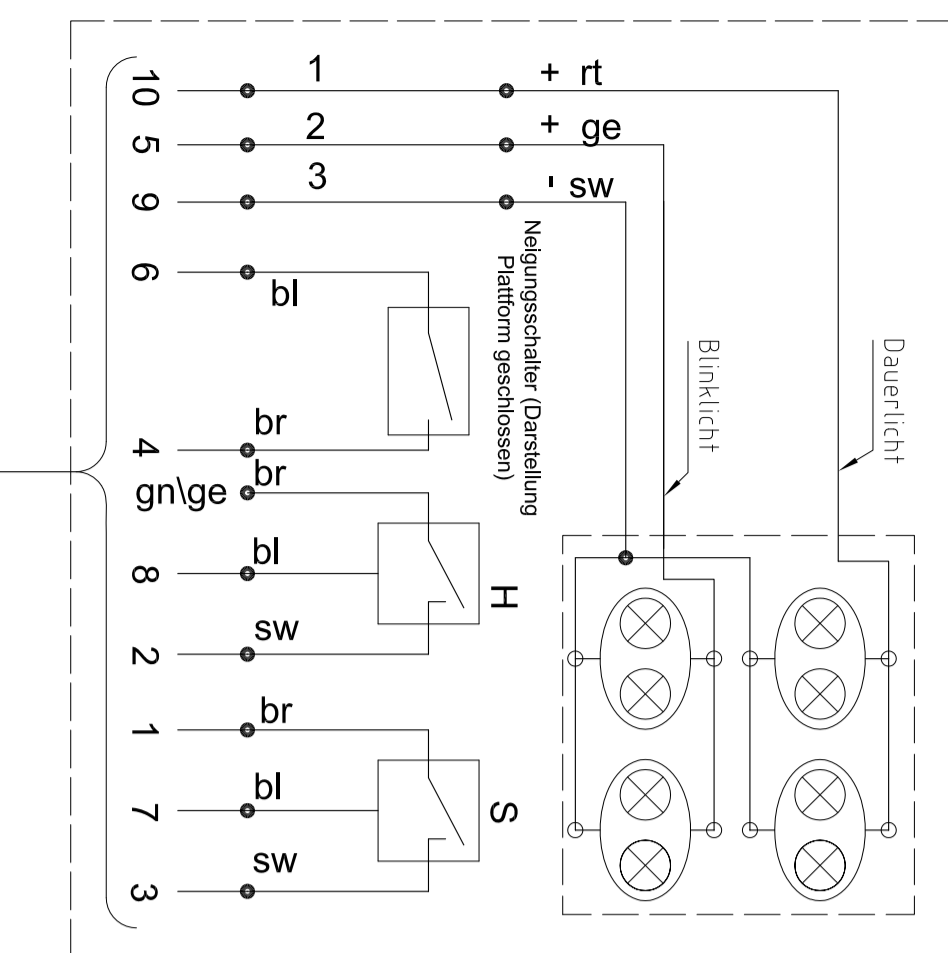 10 1 + rt
5 2 + ge
9 3 - sw
6 bl
Neigungsschalter (Darstellung
Plattform geschlossen)
Blinklicht
Dauerlicht
4 br
gn\ge br
8 bl
H
2 sw
1 br
7 bl
S
3 sw